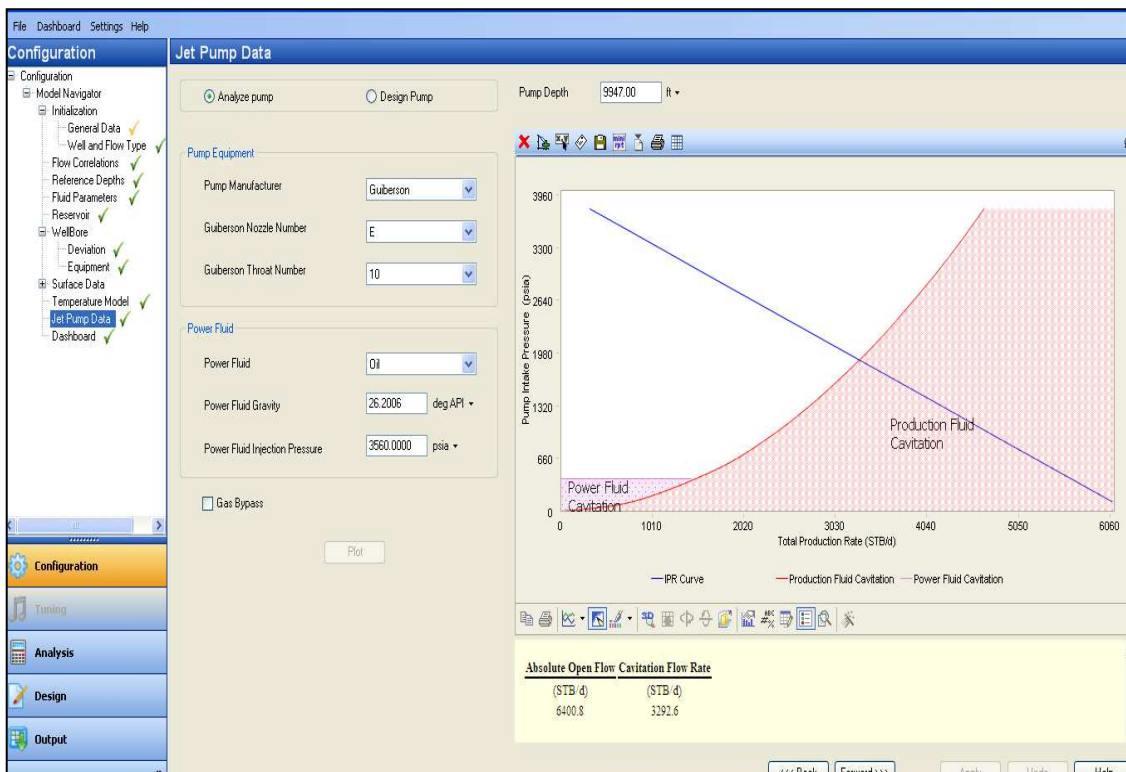 File Dashboard Settings Help
Configuration
Configuration
Model Navigator
Initialization
General Data
Well and Flow Type
Flow Correlations
Reference Depths
Fluid Parameters
Reservoir
WellBore
Deviation
Equipment
Surface Data
Temperature Model
Jet Pump Data
Dashboard
Configuration
Tuning
Analysis
Design
Output
Jet Pump Data
Analyze pump Design Pump
Pump Equipment
Pump Manufacturer Guiberson
Guiberson Nozzle Number E
Guiberson Throat Number 10
Power Fluid
Power Fluid Oil
Power Fluid Gravity 26.2006 deg API
Power Fluid Injection Pressure 3560.0000 psia
Gas Bypass
Plot
Pump Depth 9947.00 ft
Pump Intake Pressure (psia)
3960
3300
2640
1980
1320
660
0
Production Fluid
Cavitation
Power Fluid
Cavitation
0 1010 2020 3030 4040 5050 6060
Total Production Rate (STB/d)
IPR Curve Production Fluid Cavitation Power Fluid Cavitation
Absolute Open Flow Cavitation Flow Rate
(STB/d) (STB/d)
6400.8 3292.6
<<< Back Forward >>> Apply Undo Help